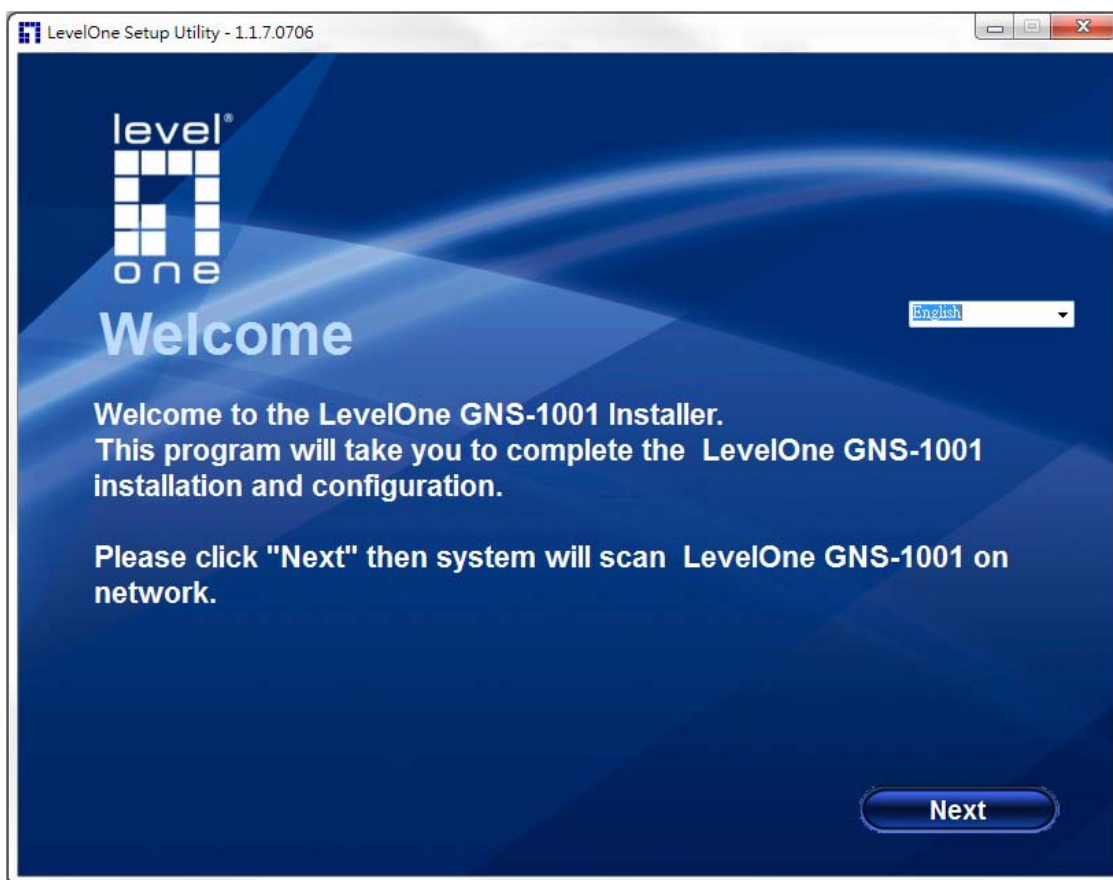 LevelOne Setup Utility - 1.1.7.0706
level®
one
Welcome
English
Welcome to the LevelOne GNS-1001 Installer.
This program will take you to complete the  LevelOne GNS-1001
installation and configuration.
Please click "Next" then system will scan  LevelOne GNS-1001 on
network.
Next